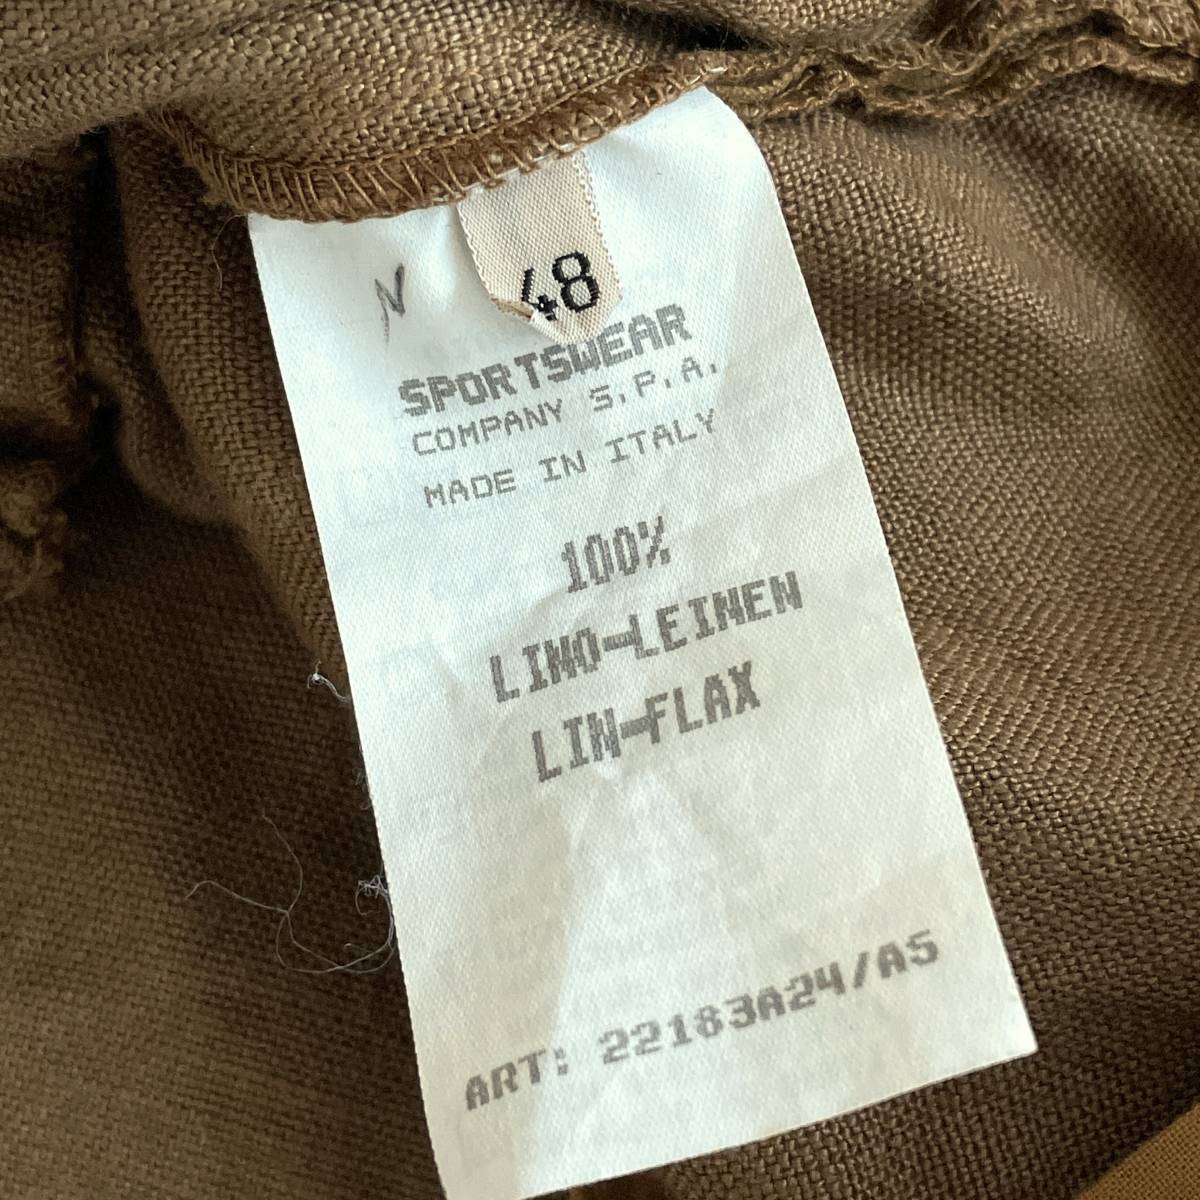 N
48
SPORTSWEAR
COMPANY S.P.A.
MADE IN ITALY
100%
LINO-LEINEN
LIN-FLAX
ART: 22183A24/A5